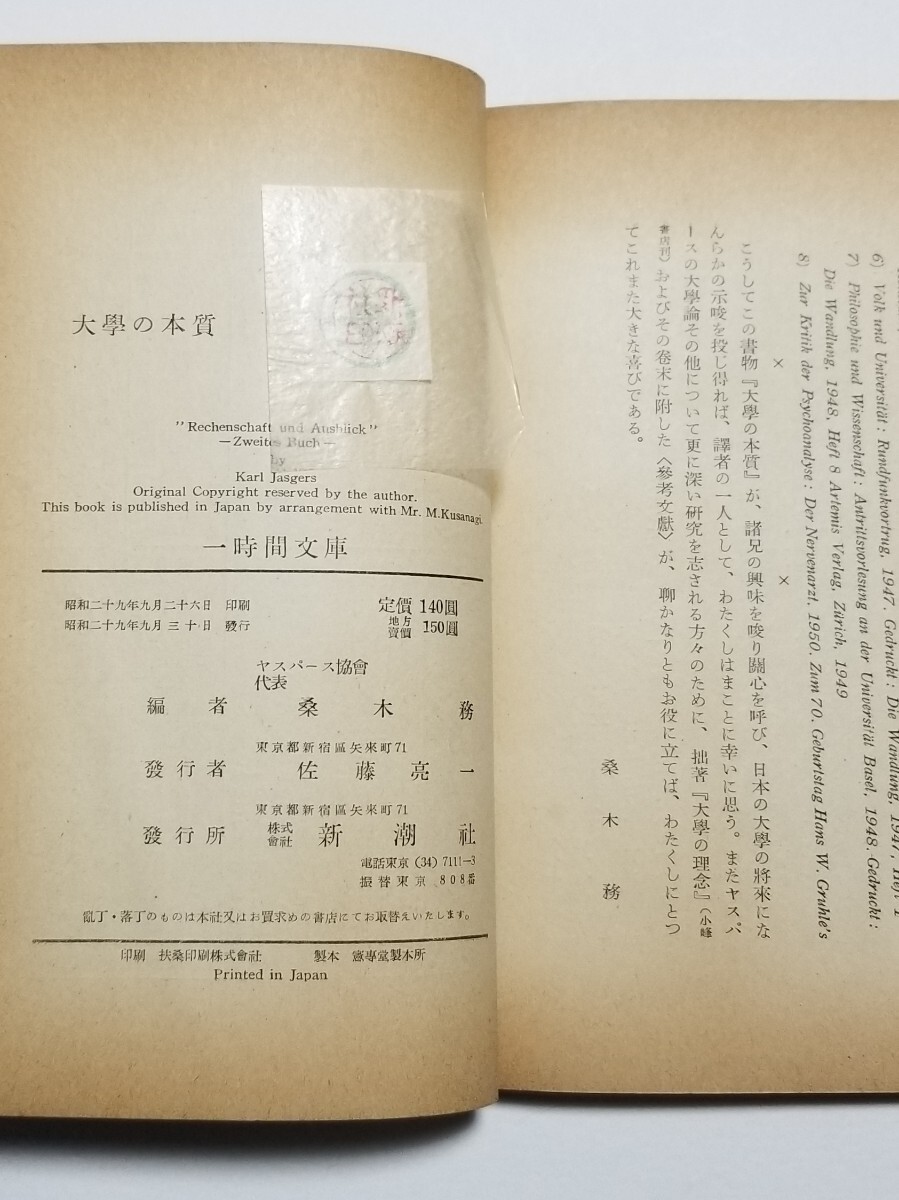 6) Volk und Universität: Rundfunkvortrug, 1947. Gedruckt: Die Wandlung, 1947, Heft 1
7) Philosophie und Wissenschaft: Antrittsvorlesung an der Universität Basel, 1948. Gedruckt:
Die Wandlung, 1948, Heft 8 Artemis Verlag, Zürich, 1949
8) Zur Kritik der Psychoanalyse: Der Nervenarzt. 1950. Zum 70. Geburtstag Hans W. Gruhle's
× ×
こうしてこの書物『大學の本質』が、諸兄の興味を唆り關心を呼び、日本の大學の將來にな
んらかの示唆を投じ得れば、譯者の一人として、わたくしはまことに幸いに思う。またヤスパ
ースの大學論その他について更に深い研究を志される方々のために、拙著『大學の理念』(小峰
書店刊)およびその卷末に附した〈參考文獻〉が、聊かなりともお役に立てば、わたくしにとつ
てこれまた大きな喜びである。
桑木務
大學の本質
"Rechenschaft und Ausblick"
—Zweites Buch—
by
Karl Jasgers
Original Copyright reserved by the author.
This book is published in Japan by arrangement with Mr. M.Kusanagi.
一時間文庫
昭和二十九年九月二十六日 印刷
昭和二十九年九月三十日 發行
定價 140圓
地方賣價 150圓
ヤスパース協會
代表
編者 桑木務
東京都新宿區矢來町71
發行者 佐藤亮一
東京都新宿區矢來町71
發行所 株式會社 新潮社
電話東京 (34) 7111—3
振替東京 808番
亂丁・落丁のものは本社又はお買求めの書店にてお取替えいたします。
印刷 扶桑印刷株式會社 製本 憲專堂製本所
Printed in Japan